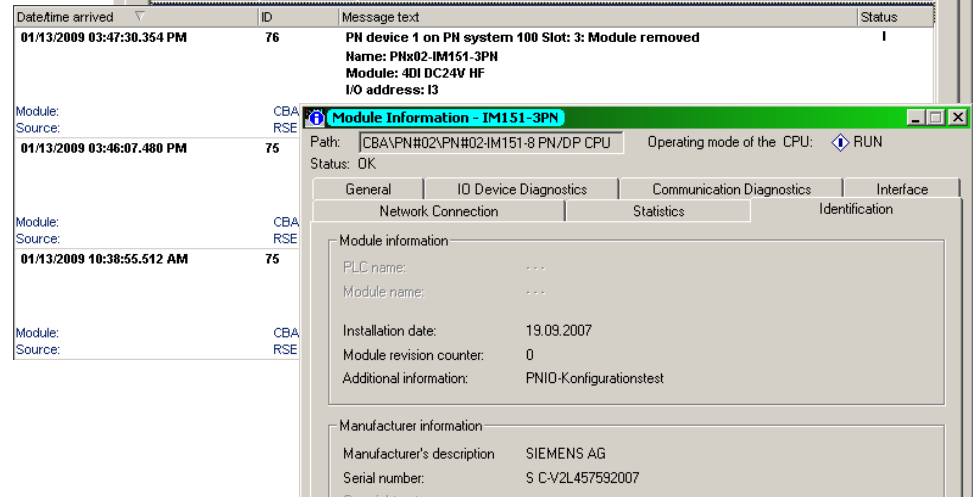 Date/time arrived ID Message text Status
01/13/2009 03:47:30.354 PM 76 PN device 1 on PN system 100 Slot: 3: Module removed I
Name: PNx02-IM151-3PN
Module: 4DI DC24V HF
I/O address: I3
Module: CBA
Source: RSE
01/13/2009 03:46:07.480 PM 75
Module: CBA
Source: RSE
01/13/2009 10:38:55.512 AM 75
Module: CBA
Source: RSE
Module Information - IM151-3PN
Path: CBA\PN#02\PN#02-IM151-8 PN/DP CPU Operating mode of the CPU: RUN
Status: OK
General IO Device Diagnostics Communication Diagnostics Interface
Network Connection Statistics Identification
Module information
PLC name: - - -
Module name: - - -
Installation date: 19.09.2007
Module revision counter: 0
Additional information: PNIO-Konfigurationstest
Manufacturer information
Manufacturer's description SIEMENS AG
Serial number: S C-V2L457592007